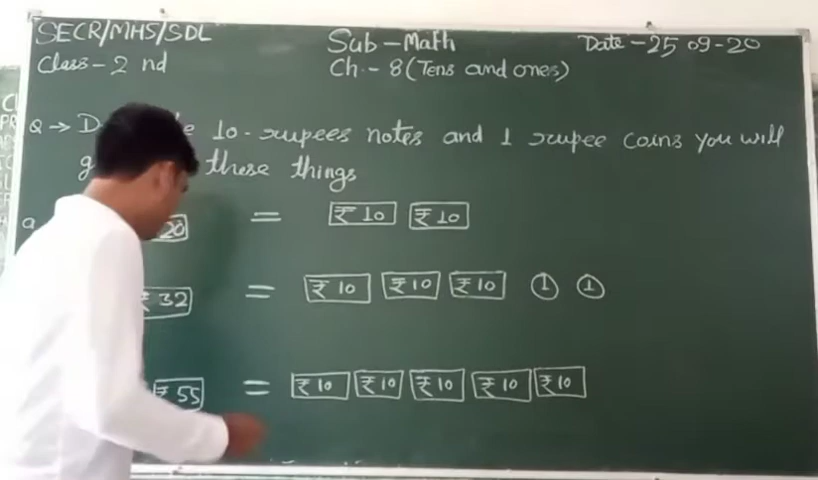 SECR/MHS/SDL Sub - Math Date - 25 09-20
Class - 2 nd Ch. - 8 (Tens and ones)
Q → 10-rupees notes and 1 rupee coins you will
these things
a 20 = ₹10 ₹10
₹32 = ₹10 ₹10 ₹10 1 1
₹55 = ₹10 ₹10 ₹10 ₹10 ₹10